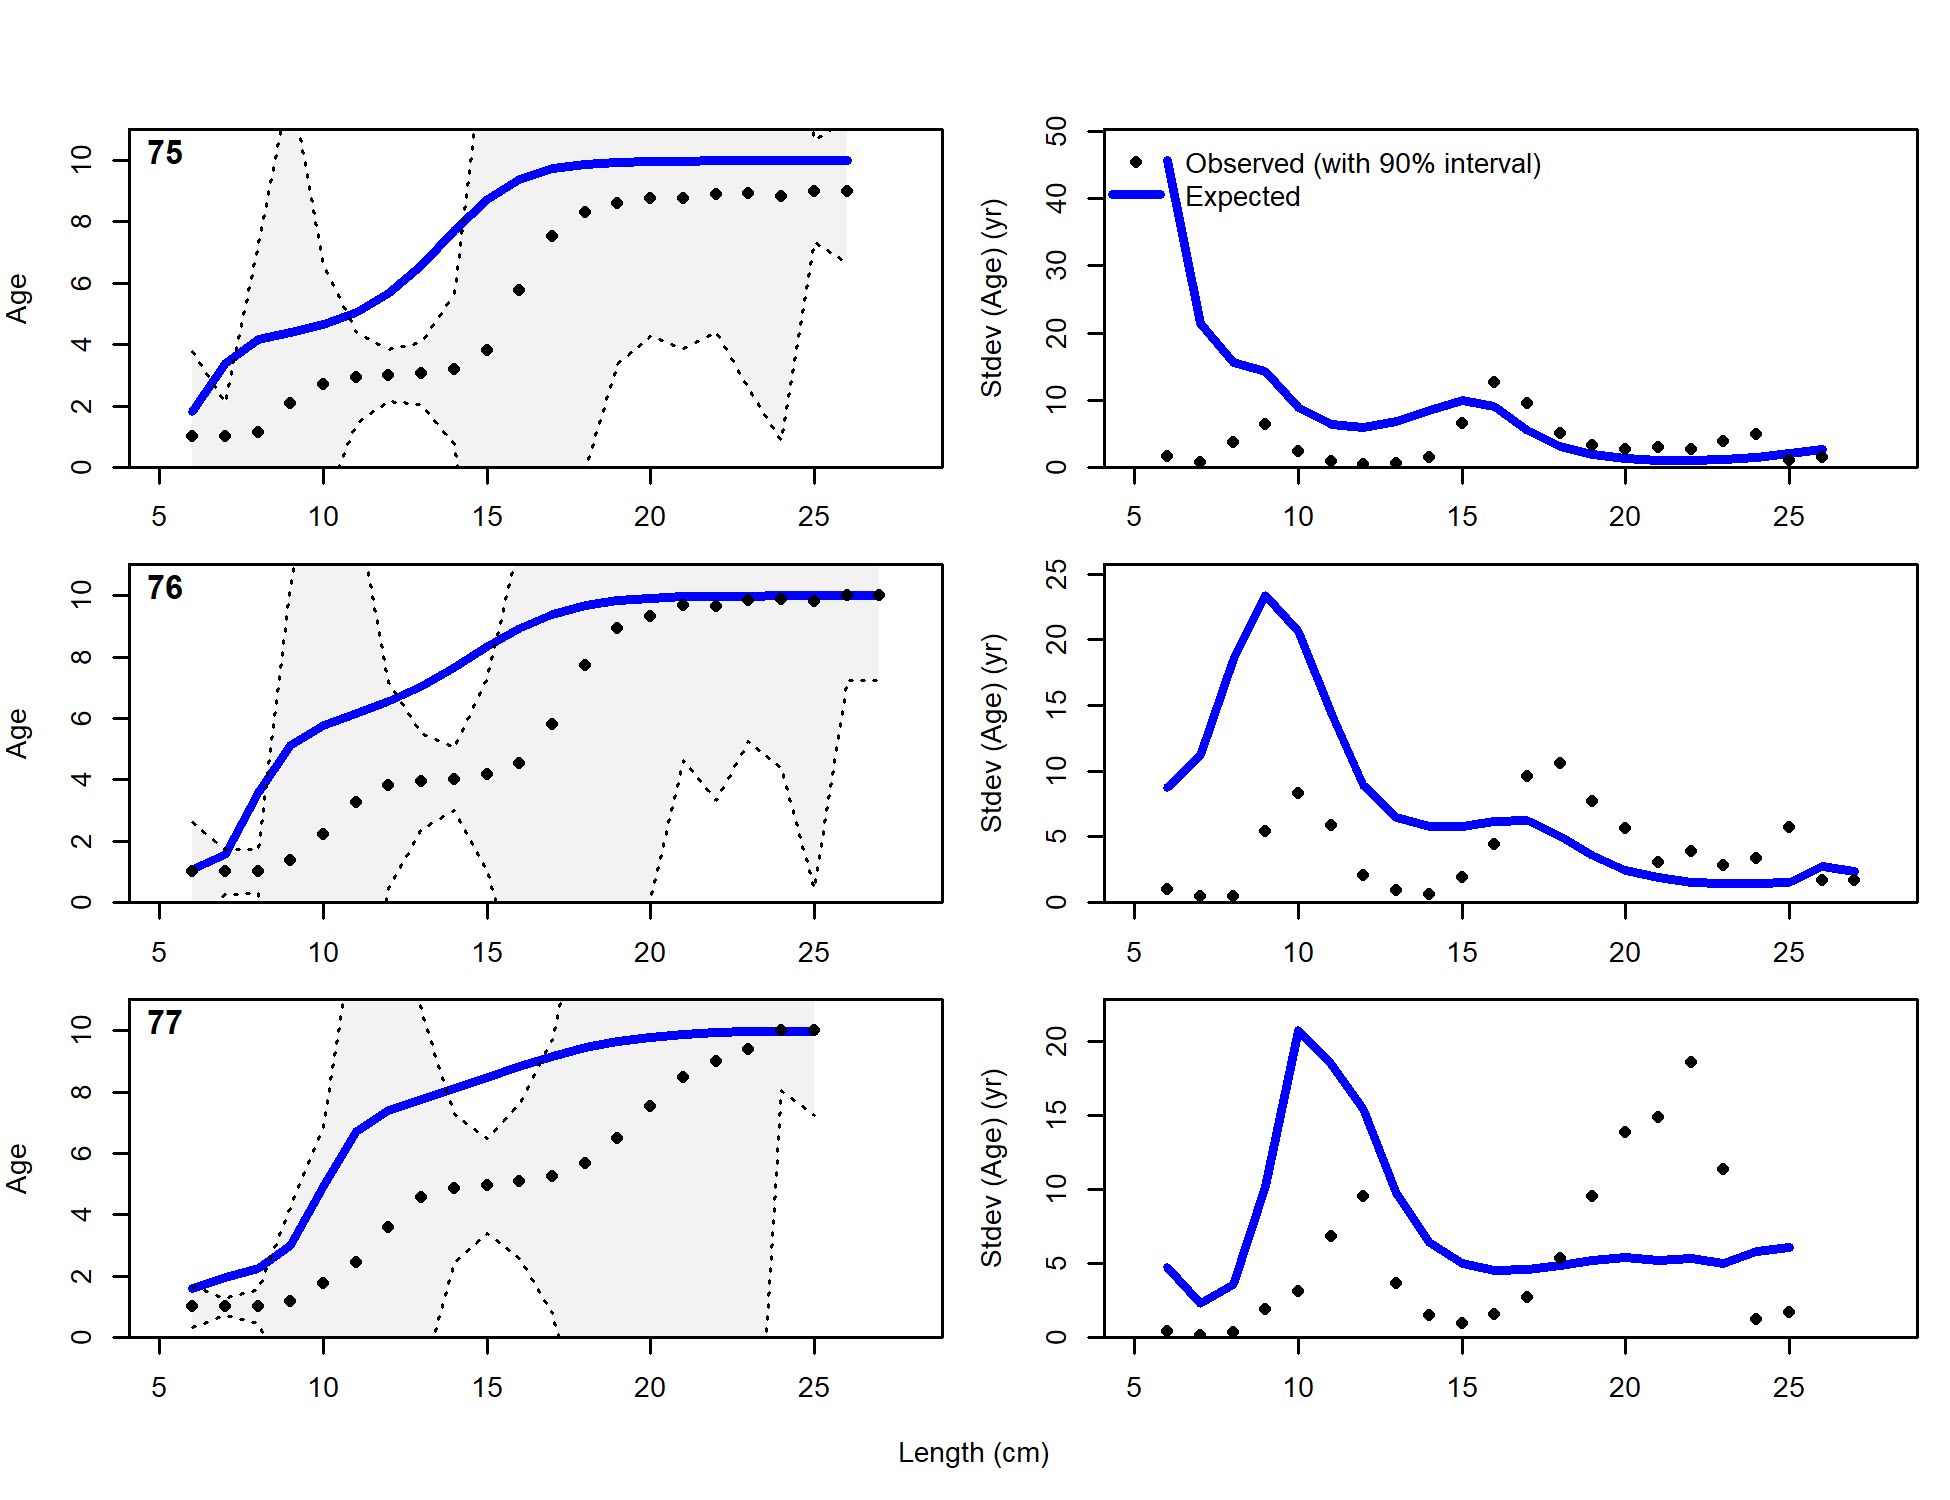 75
Age
0 2 4 6 8 10
5 10 15 20 25
Observed (with 90% interval)
Expected
Stdev (Age) (yr)
0 10 20 30 40 50
5 10 15 20 25
76
Age
0 2 4 6 8 10
5 10 15 20 25
Stdev (Age) (yr)
0 5 10 15 20 25
5 10 15 20 25
77
Age
0 2 4 6 8 10
5 10 15 20 25
Stdev (Age) (yr)
0 5 10 15 20
5 10 15 20 25
Length (cm)